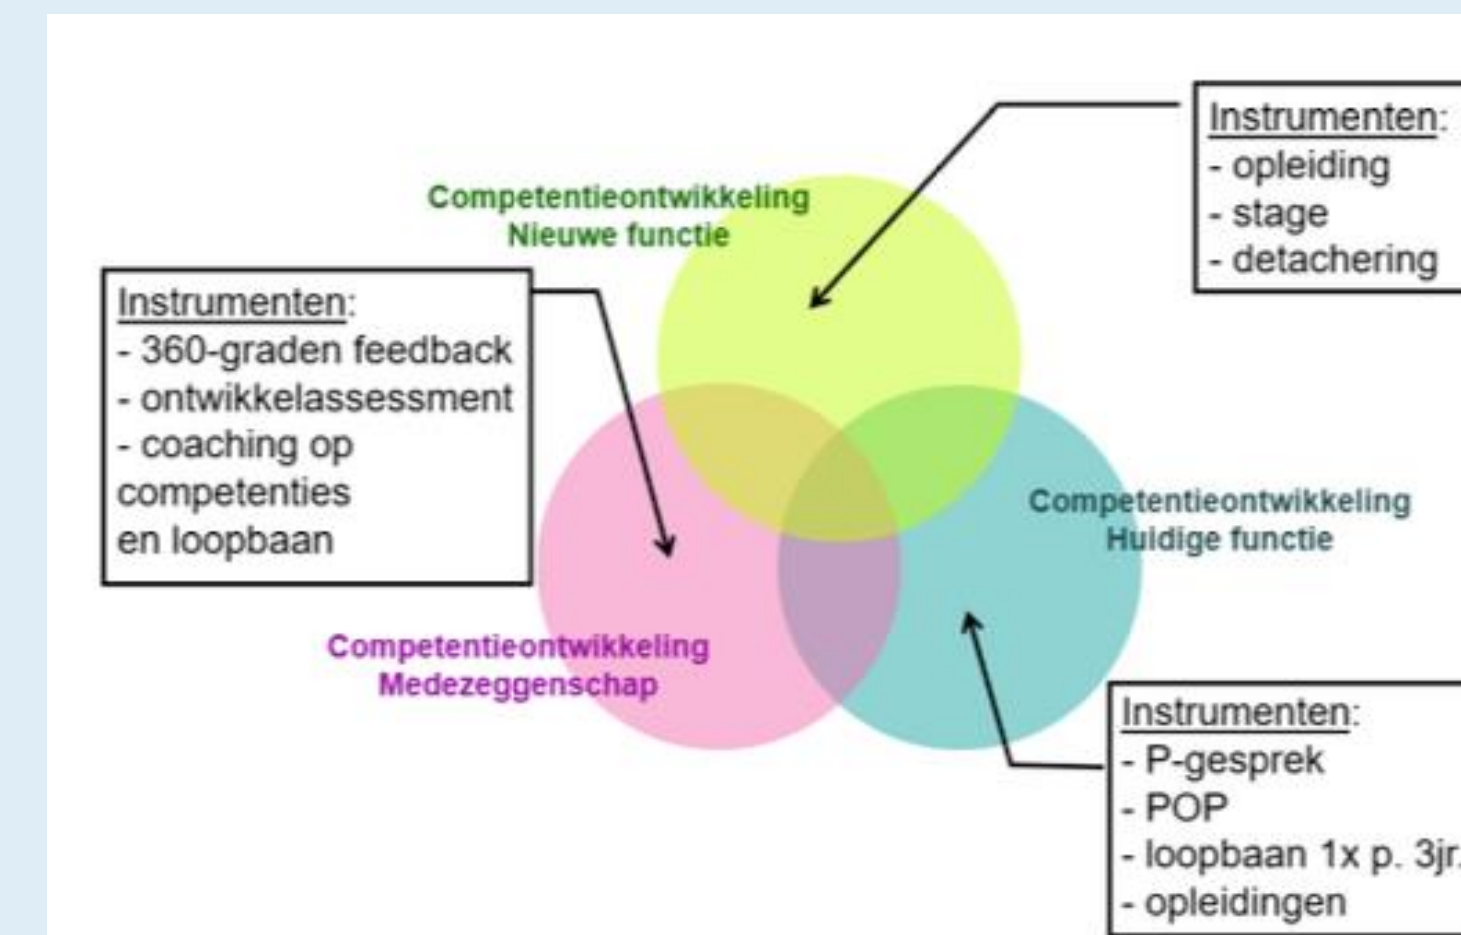 Instrumenten:
- opleiding
- stage
- detachering
Competentieontwikkeling
Nieuwe functie
Instrumenten:
- 360-graden feedback
- ontwikkelassessment
- coaching op
competenties
en loopbaan
Competentieontwikkeling
Huidige functie
Competentieontwikkeling
Medezeggenschap
Instrumenten:
- P-gesprek
- POP
- loopbaan 1x p. 3jr.
- opleidingen